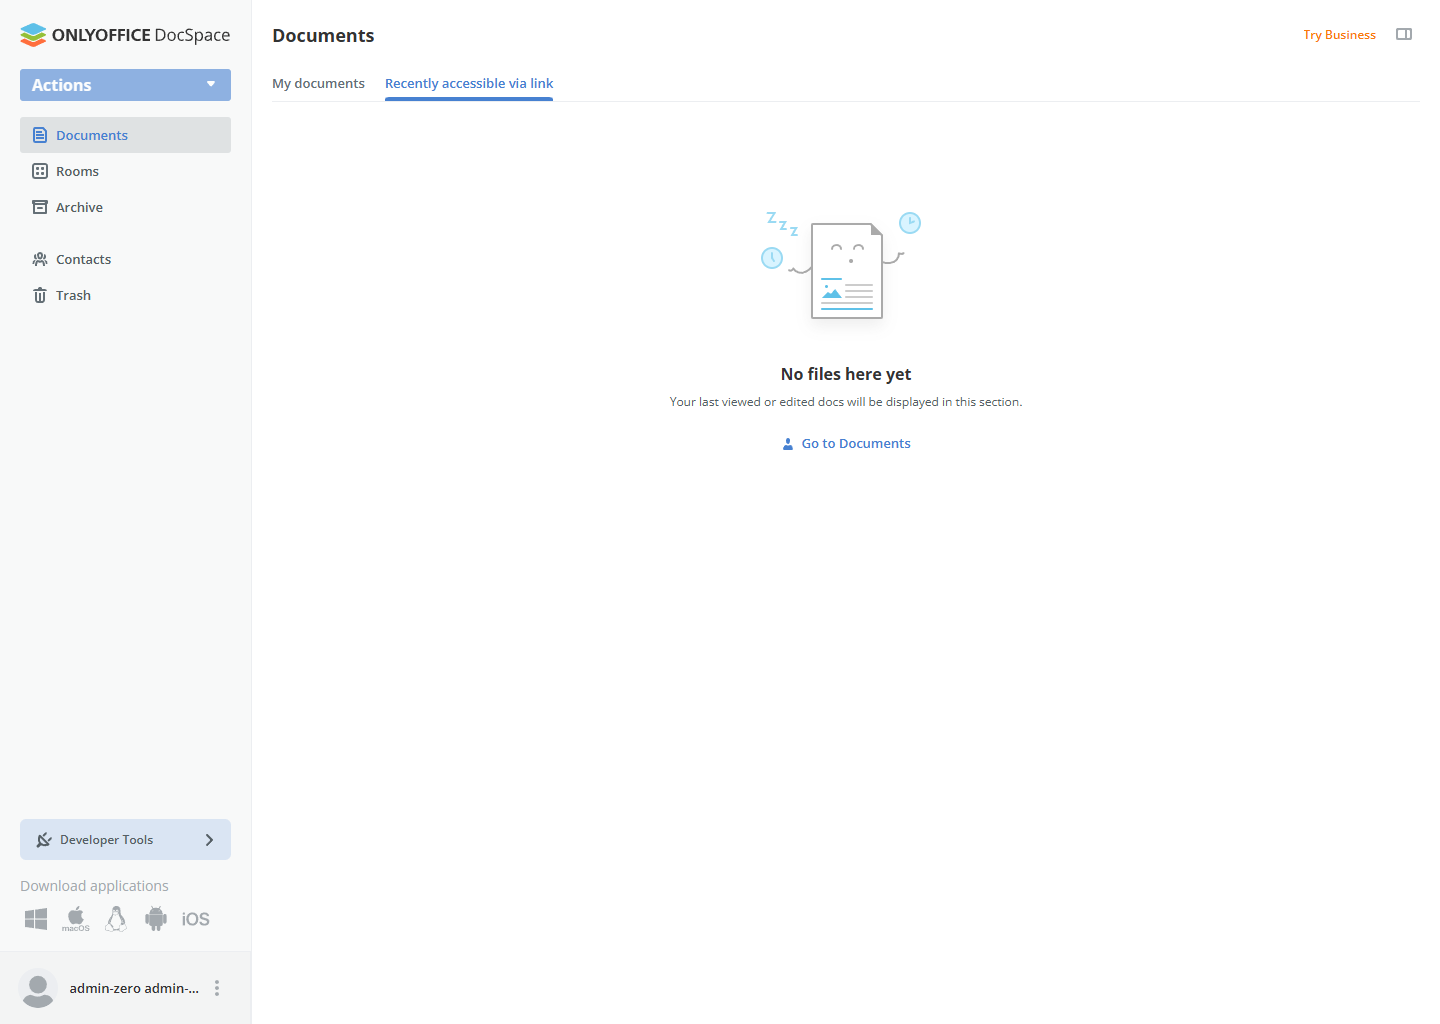 ONLYOFFICE DocSpace
Actions
Documents
Rooms
Archive
Contacts
Trash
Developer Tools
Download applications
macOS
iOS
admin-zero admin-...
Documents
Try Business
My documents
Recently accessible via link
Z z z
No files here yet
Your last viewed or edited docs will be displayed in this section.
Go to Documents